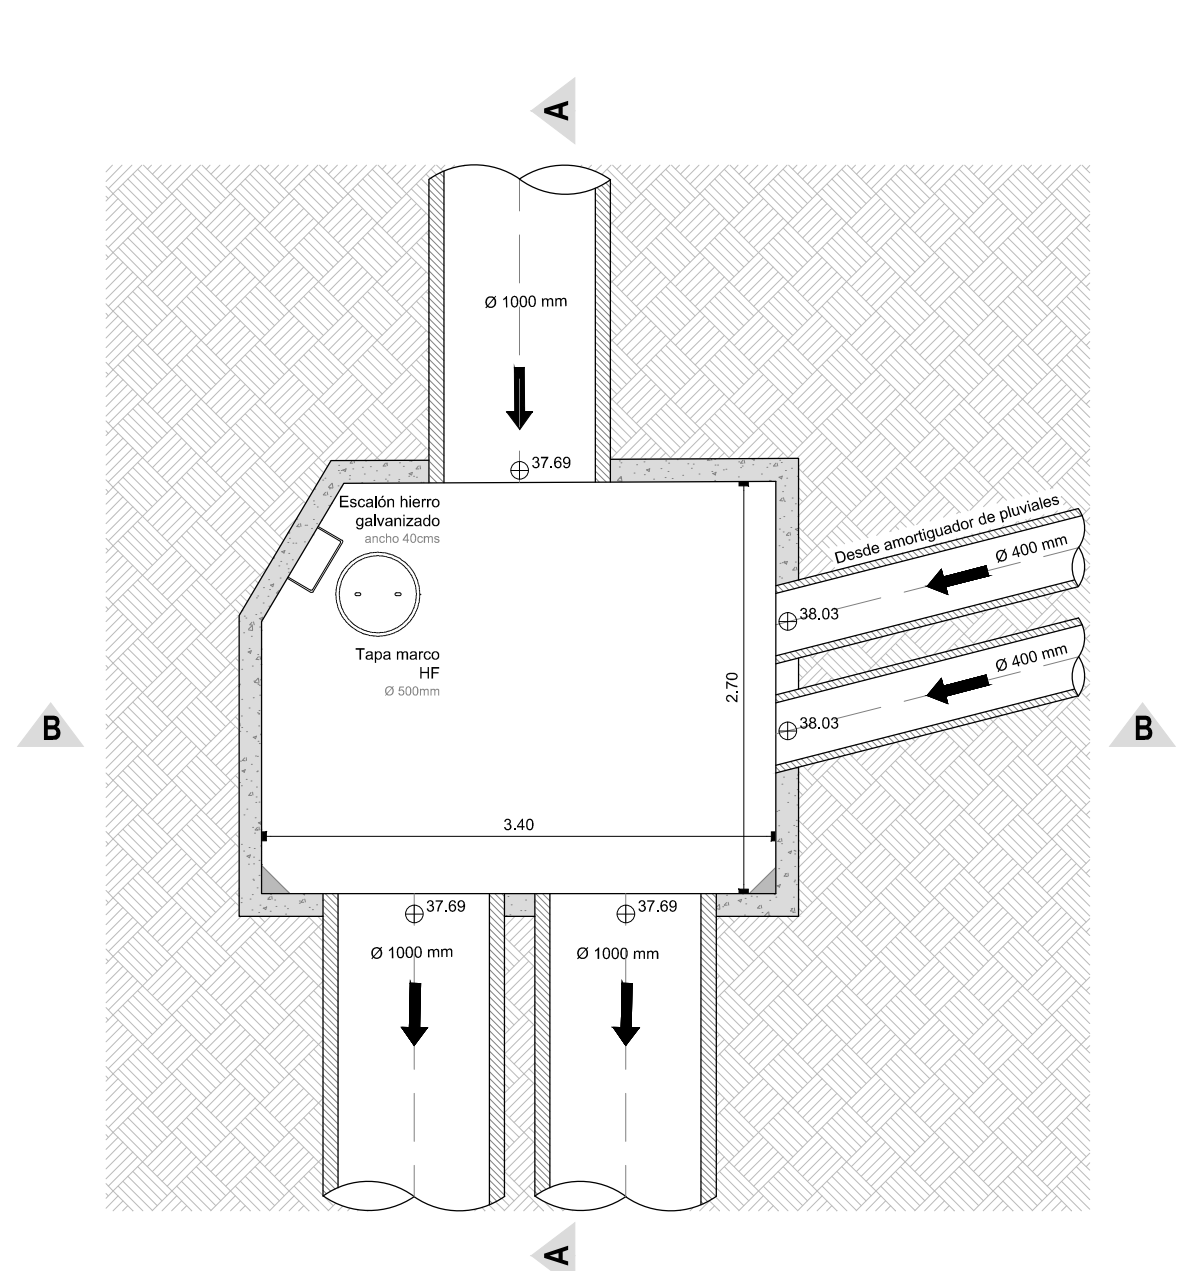 A
Ø 1000 mm
37.69
Escalón hierro
galvanizado
ancho 40cms
Desde amortiguador de pluviales
Ø 400 mm
38.03
Tapa marco
HF
Ø 500mm
Ø 400 mm
2.70
38.03
B
B
3.40
37.69
37.69
Ø 1000 mm
Ø 1000 mm
A